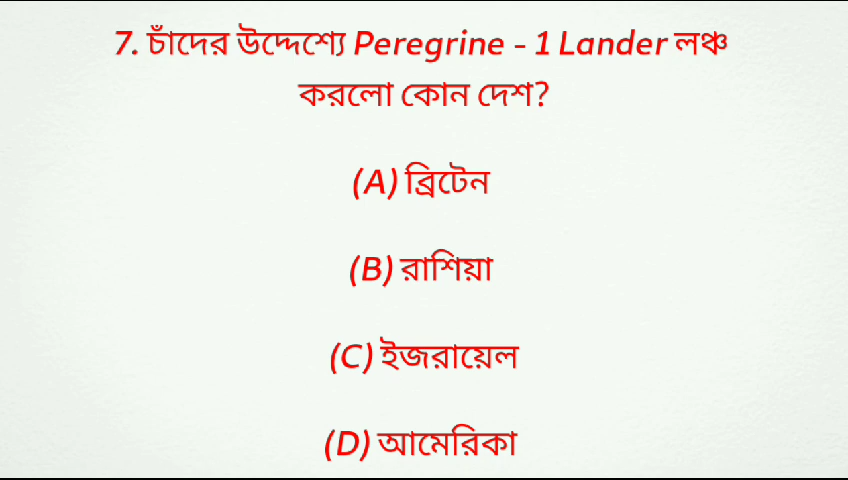 7. চাঁদের উদ্দেশ্যে Peregrine - 1 Lander লঞ্চ
করলো কোন দেশ?
(A) ব্রিটেন
(B) রাশিয়া
(C) ইজরায়েল
(D) আমেরিকা